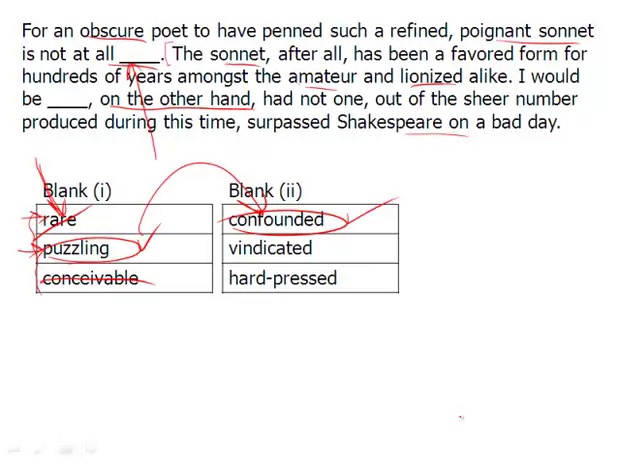 For an obscure poet to have penned such a refined, poignant sonnet
is not at all ____. The sonnet, after all, has been a favored form for
hundreds of years amongst the amateur and lionized alike. I would
be ____, on the other hand, had not one, out of the sheer number
produced during this time, surpassed Shakespeare on a bad day.
Blank (i) Blank (ii)
rare confounded
puzzling vindicated
conceivable hard-pressed